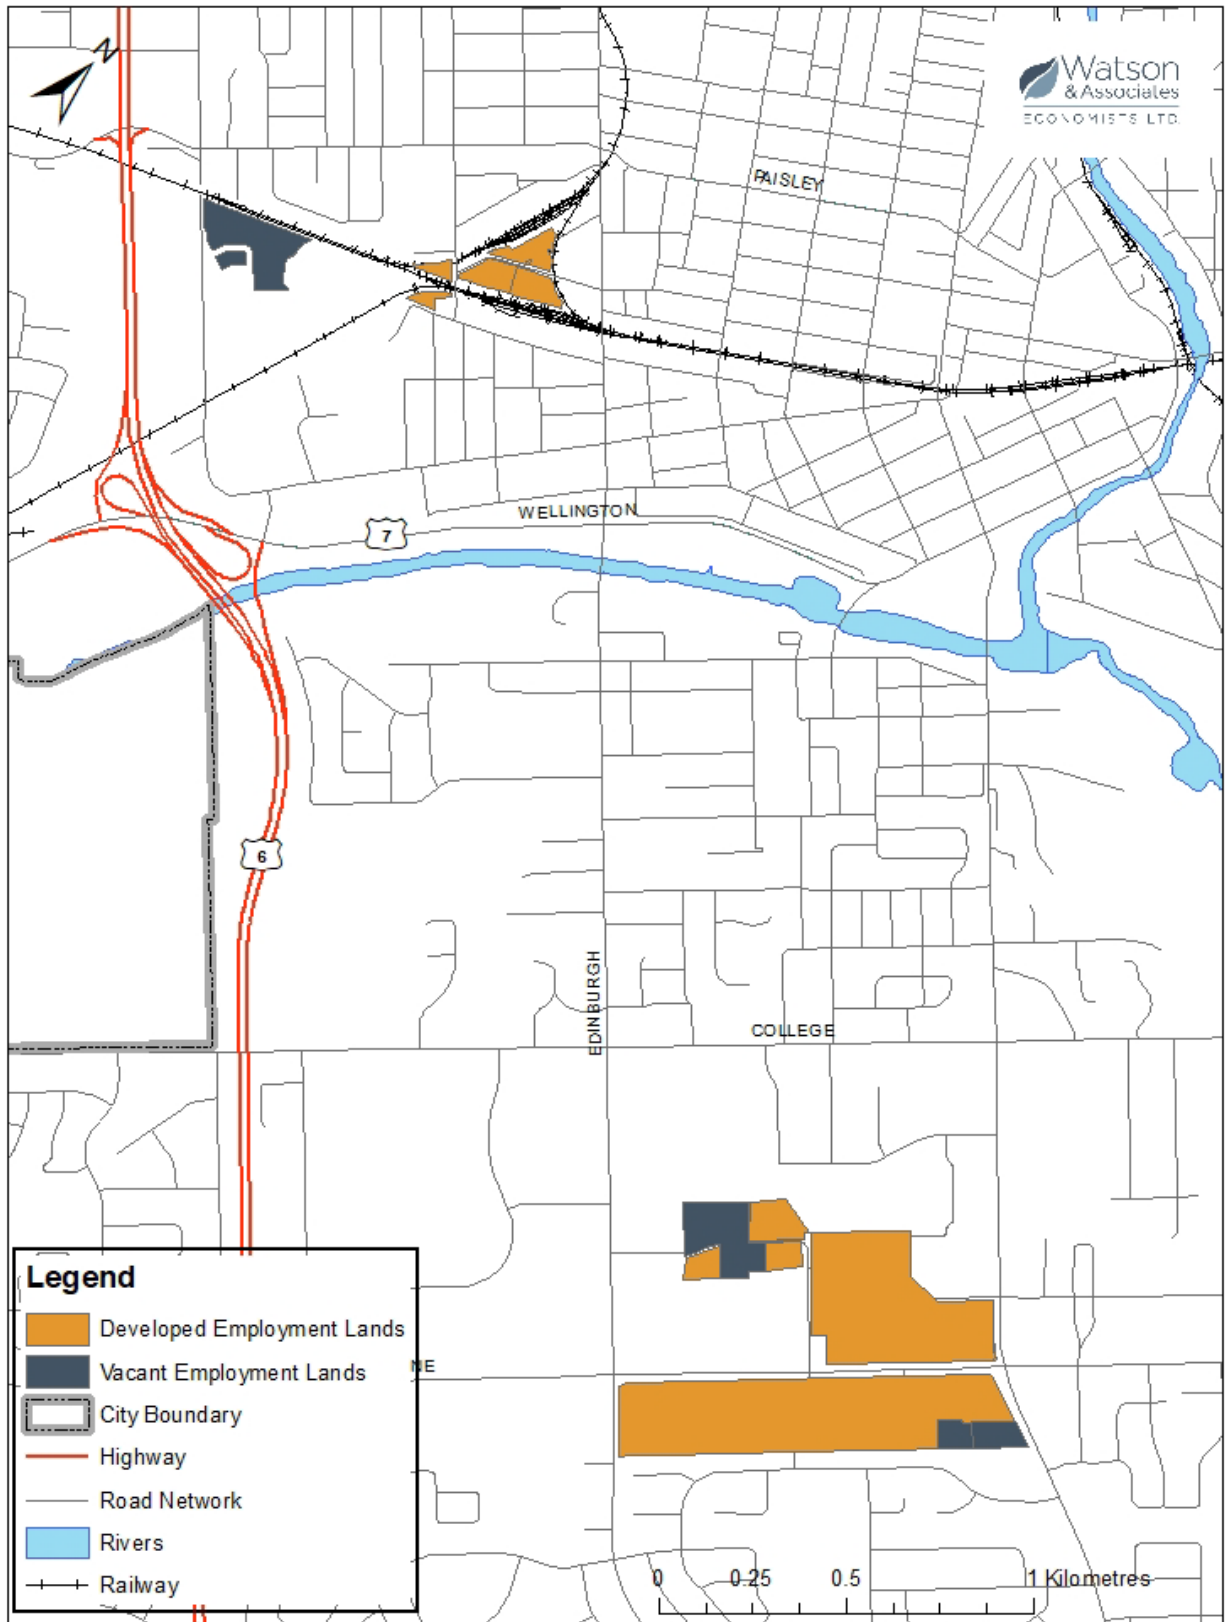 N
Watson
& Associates
ECONOMISTS LTD.
PAISLEY
WELLINGTON
7
6
EDINBURGH
COLLEGE
NE
Legend
Developed Employment Lands
Vacant Employment Lands
City Boundary
Highway
Road Network
Rivers
Railway
0 0.25 0.5 1 Kilometres